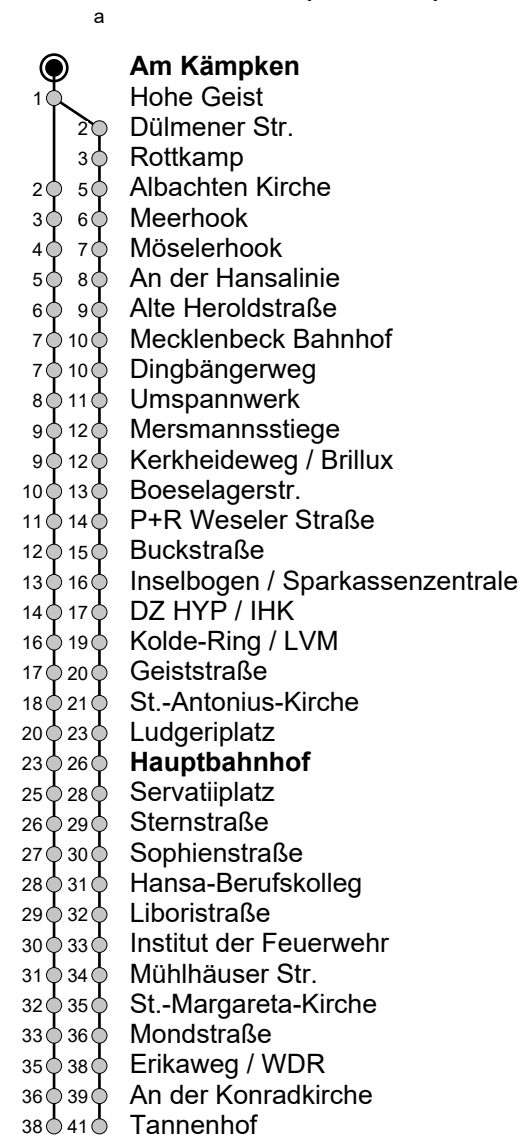 a
Am Kämpken
1 Hohe Geist
2 Dülmener Str.
3 Rottkamp
2 5 Albachten Kirche
3 6 Meerhook
4 7 Möselerhook
5 8 An der Hansalinie
6 9 Alte Heroldstraße
7 10 Mecklenbeck Bahnhof
7 10 Dingbängerweg
8 11 Umspannwerk
9 12 Mersmannsstiege
9 12 Kerkheideweg / Brillux
10 13 Boeselagerstr.
11 14 P+R Weseler Straße
12 15 Buckstraße
13 16 Inselbogen / Sparkassenzentrale
14 17 DZ HYP / IHK
16 19 Kolde-Ring / LVM
17 20 Geiststraße
18 21 St.-Antonius-Kirche
20 23 Ludgeriplatz
23 26 Hauptbahnhof
25 28 Servatiiplatz
26 29 Sternstraße
27 30 Sophienstraße
28 31 Hansa-Berufskolleg
29 32 Liboristraße
30 33 Institut der Feuerwehr
31 34 Mühlhäuser Str.
32 35 St.-Margareta-Kirche
33 36 Mondstraße
35 38 Erikaweg / WDR
36 39 An der Konradkirche
38 41 Tannenhof